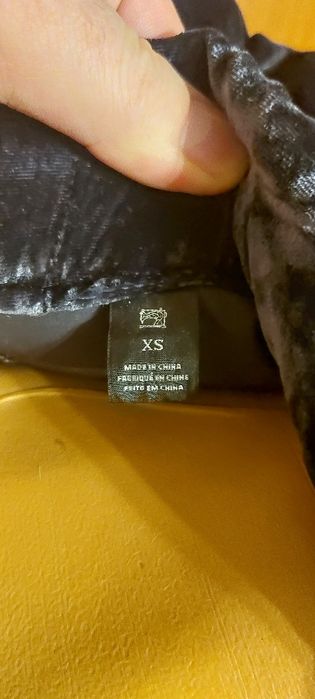 XS
MADE IN CHINA
FABRIQUÉ EN CHINE
FEITO EM CHINA